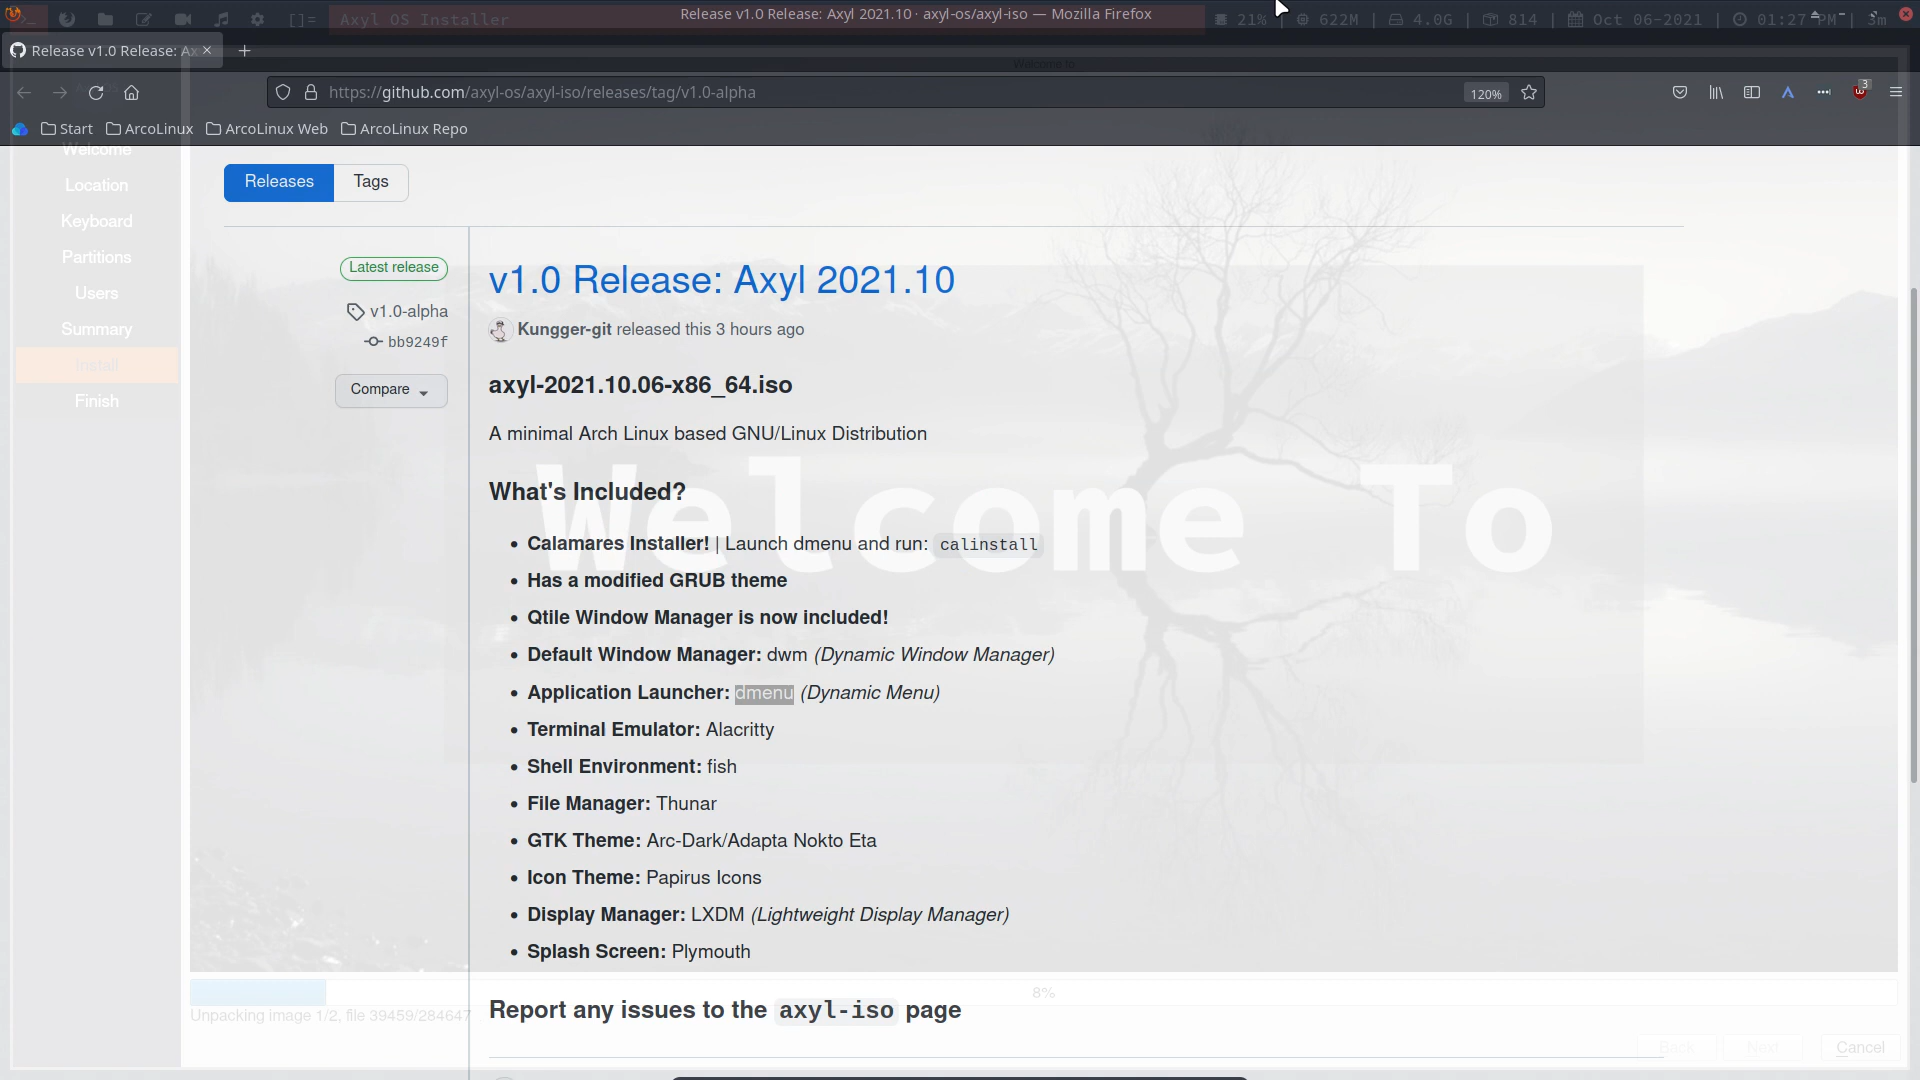 Axyl OS Installer
Release v1.0 Release: Axyl 2021.10 · axyl-os/axyl-iso — Mozilla Firefox
21% | 622M | 4.0G | 814 | Oct 06-2021 | 01:27 PM | 3m
Release v1.0 Release: Ax
Welcome to
https://github.com/axyl-os/axyl-iso/releases/tag/v1.0-alpha
120%
3
Start ArcoLinux ArcoLinux Web ArcoLinux Repo
Welcome
Location
Keyboard
Partitions
Users
Summary
Install
Finish
Releases Tags
Latest release
v1.0-alpha
bb9249f
Compare
v1.0 Release: Axyl 2021.10
Kungger-git released this 3 hours ago
axyl-2021.10.06-x86_64.iso
A minimal Arch Linux based GNU/Linux Distribution
Welcome To
What's Included?
Calamares Installer! | Launch dmenu and run: calinstall
Has a modified GRUB theme
Qtile Window Manager is now included!
Default Window Manager: dwm (Dynamic Window Manager)
Application Launcher: dmenu (Dynamic Menu)
Terminal Emulator: Alacritty
Shell Environment: fish
File Manager: Thunar
GTK Theme: Arc-Dark/Adapta Nokto Eta
Icon Theme: Papirus Icons
Display Manager: LXDM (Lightweight Display Manager)
Splash Screen: Plymouth
8%
Unpacking image 1/2, file 39459/284647
Report any issues to the axyl-iso page
Back Next Cancel